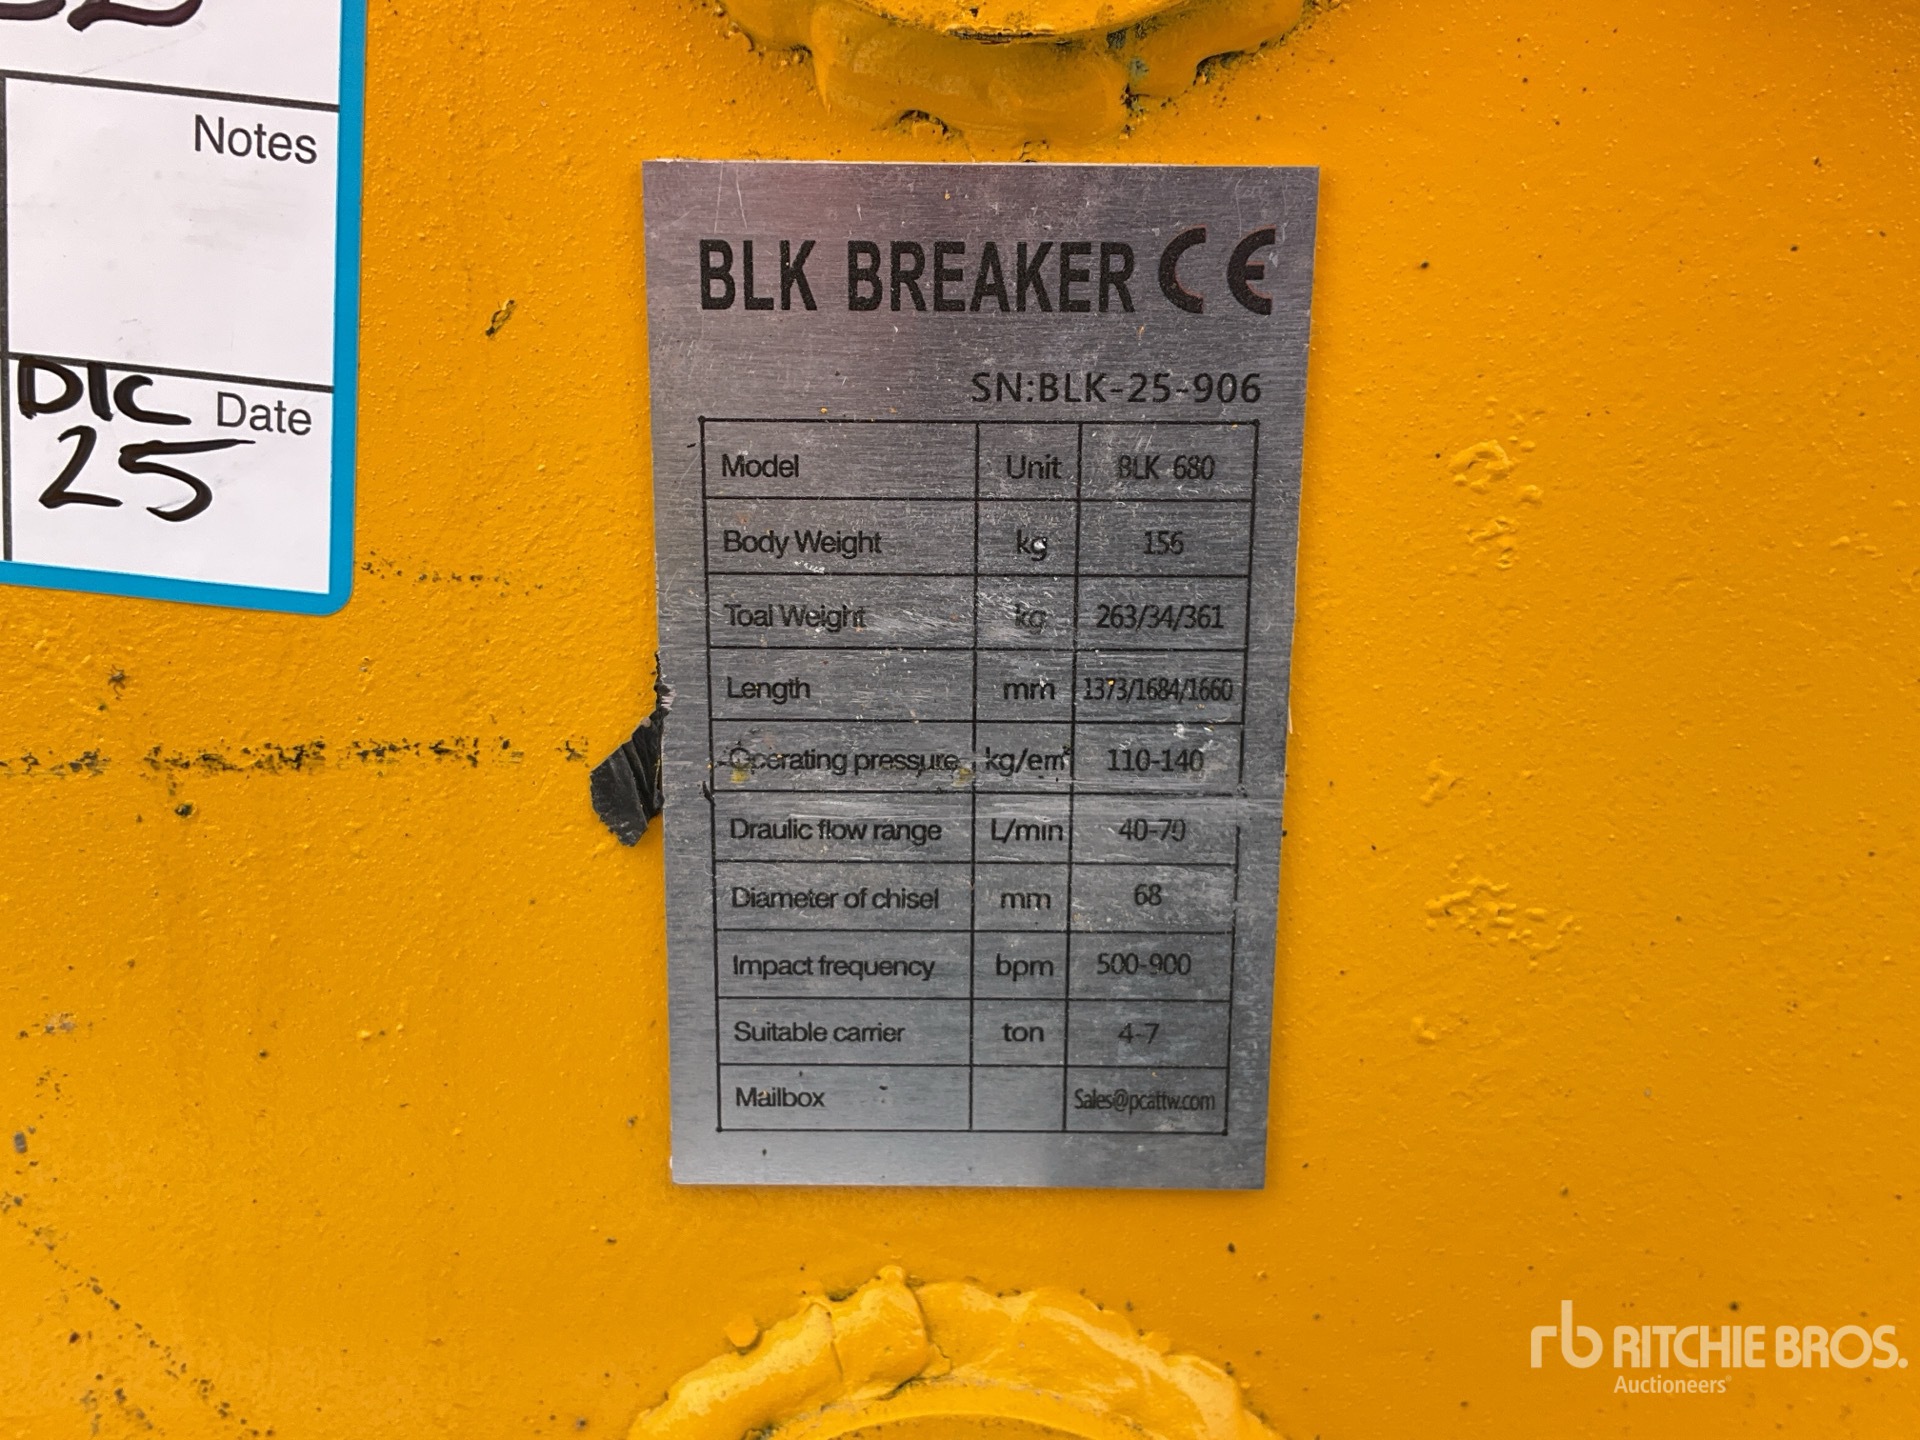 Notes
DIC Date
25
BLK BREAKER CE
SN:BLK-25-906
Model Unit BLK 680
Body Weight kg 156
Toal Weight kg 263/34/361
Length mm 1373/1684/1660
Operating pressure kg/em² 110-140
Draulic flow range L/min 40-70
Diameter of chisel mm 68
Impact frequency bpm 500-900
Suitable carrier ton 4-7
Mailbox Sales@pcattw.com
rb RITCHIE BROS.
Auctioneers